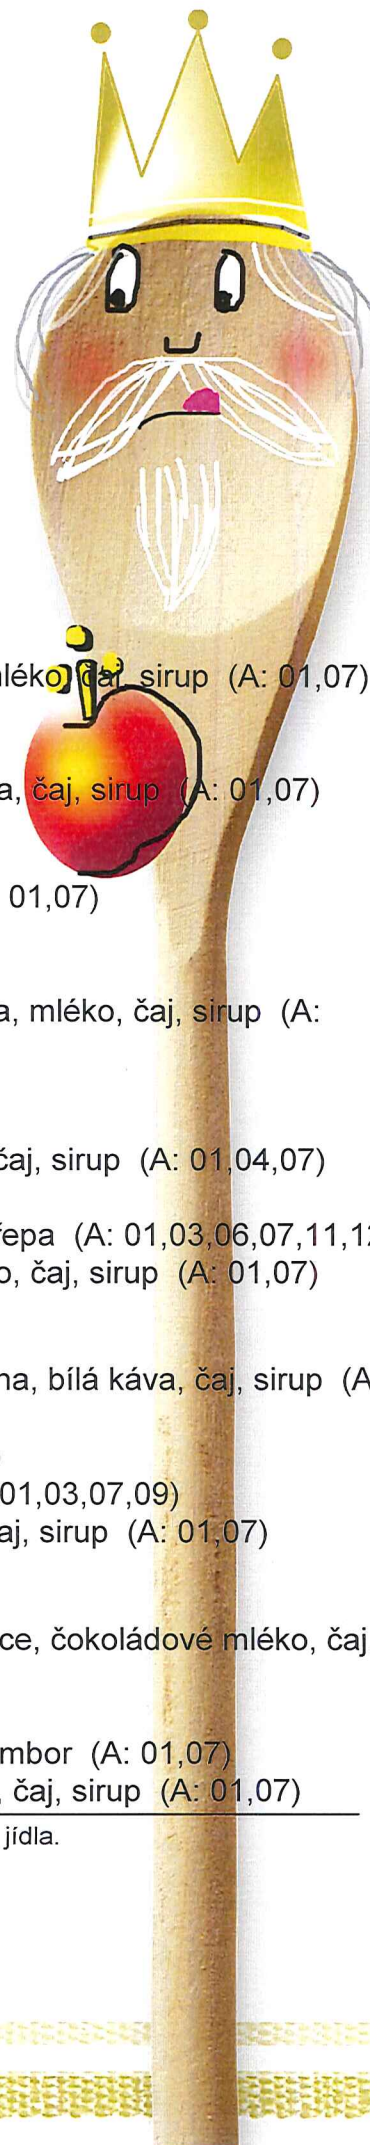 mléko, čaj, sirup (A: 01,07)
a, čaj, sirup (A: 01,07)
01,07)
a, mléko, čaj, sirup (A:
čaj, sirup (A: 01,04,07)
řepa (A: 01,03,06,07,11,12
o, čaj, sirup (A: 01,07)
na, bílá káva, čaj, sirup (A
01,03,07,09)
aj, sirup (A: 01,07)
ce, čokoládové mléko, čaj
mbor (A: 01,07)
, čaj, sirup (A: 01,07)
jídla.